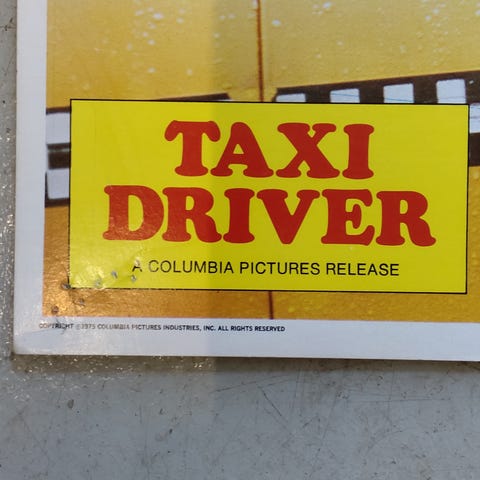 TAXI
DRIVER
A COLUMBIA PICTURES RELEASE
COPYRIGHT ©1975 COLUMBIA PICTURES INDUSTRIES, INC. ALL RIGHTS RESERVED